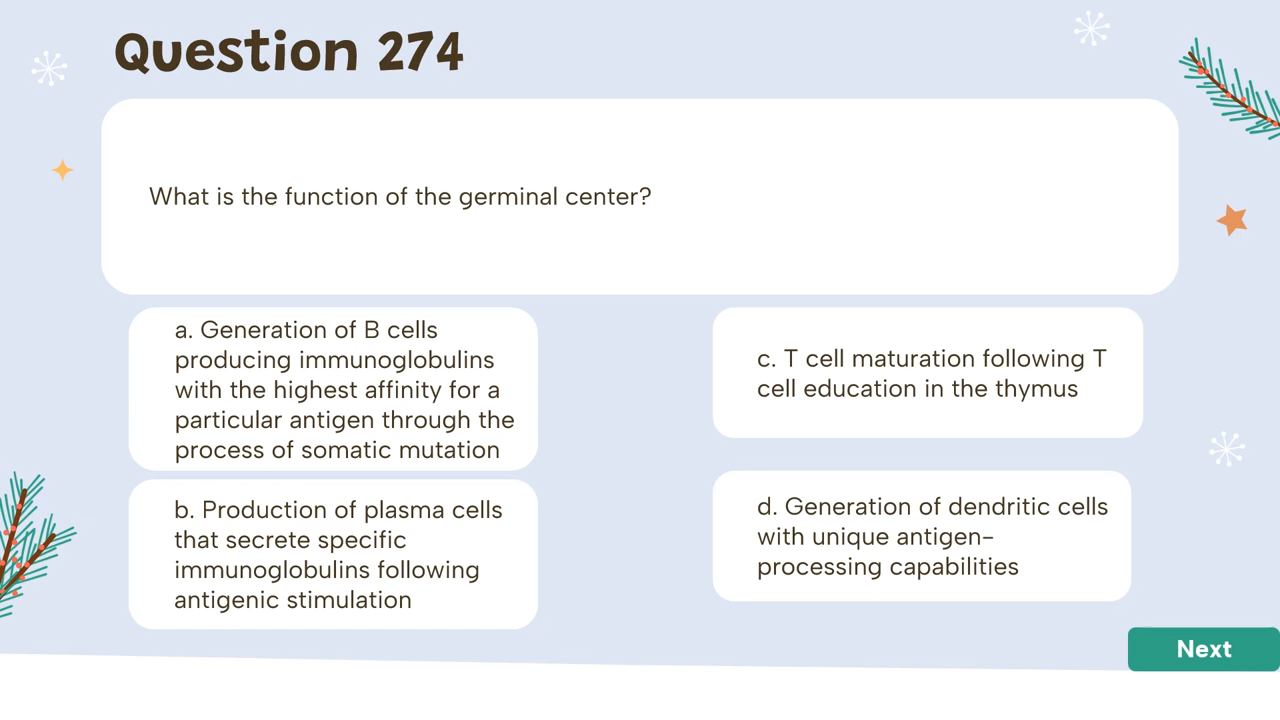 Question 274
What is the function of the germinal center?
a. Generation of B cells
producing immunoglobulins
with the highest affinity for a
particular antigen through the
process of somatic mutation
b. Production of plasma cells
that secrete specific
immunoglobulins following
antigenic stimulation
c. T cell maturation following T
cell education in the thymus
d. Generation of dendritic cells
with unique antigen-
processing capabilities
Next